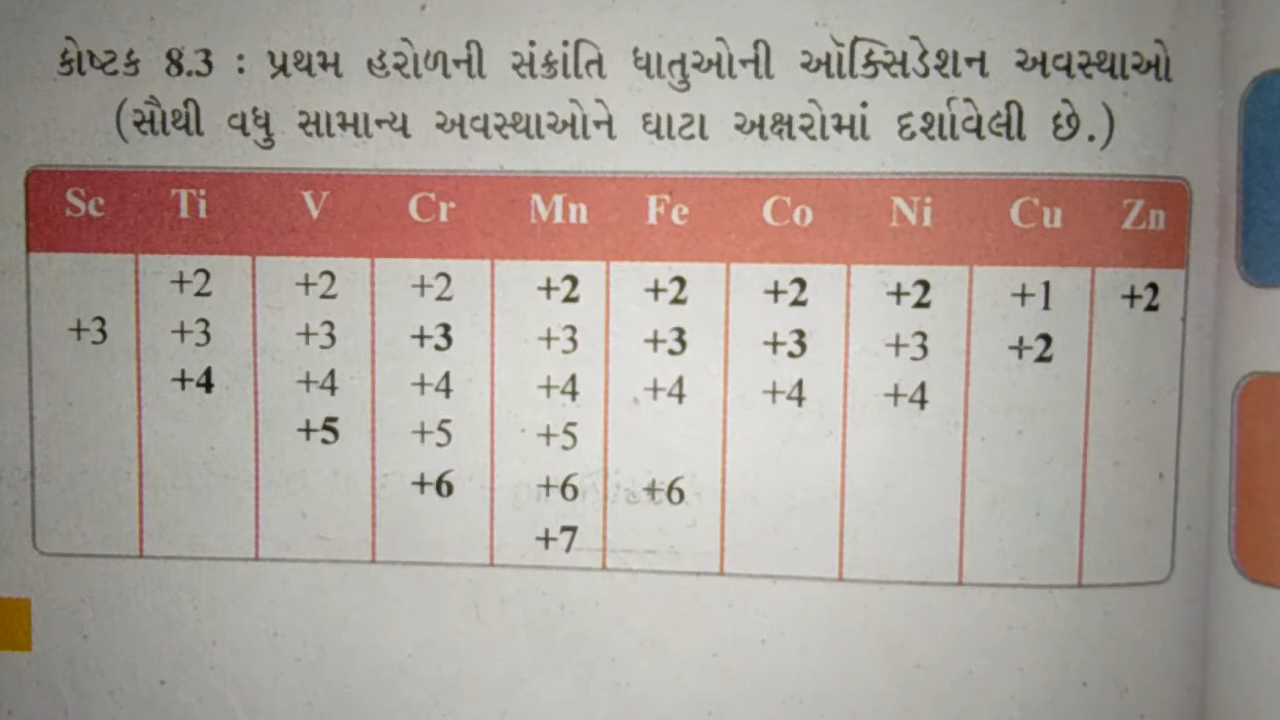 કોષ્ટક 8.3 : પ્રથમ હરોળની સંક્રાંતિ ધાતુઓની ઑક્સિડેશન અવસ્થાઓ
(સૌથી વધુ સામાન્ય અવસ્થાઓને ઘાટા અક્ષરોમાં દર્શાવેલી છે.)
Sc Ti V Cr Mn Fe Co Ni Cu Zn
+2 +2 +2 +2 +2 +2 +2 +1 +2
+3 +3 +3 +3 +3 +3 +3 +3 +2
+4 +4 +4 +4 +4 +4 +4
+5 +5 +5
+6 +6 +6
+7